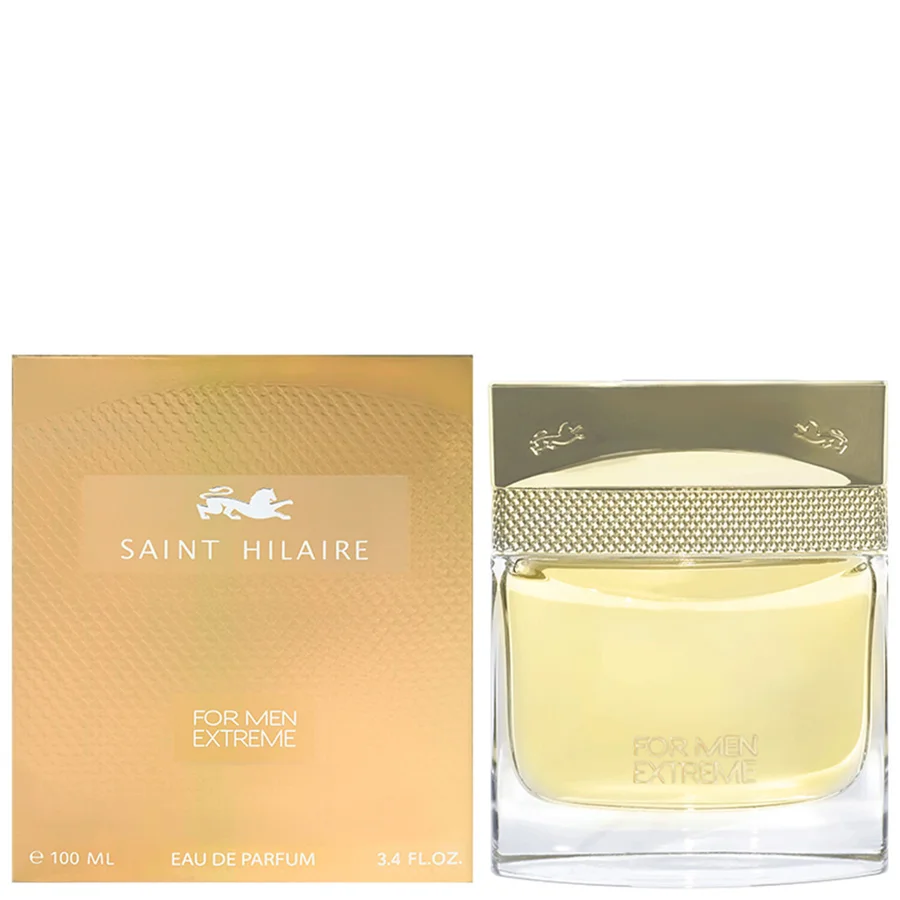 SAINT HILAIRE
FOR MEN
EXTREME
℮ 100 ML EAU DE PARFUM 3.4 FL.OZ.
FOR MEN
EXTREME